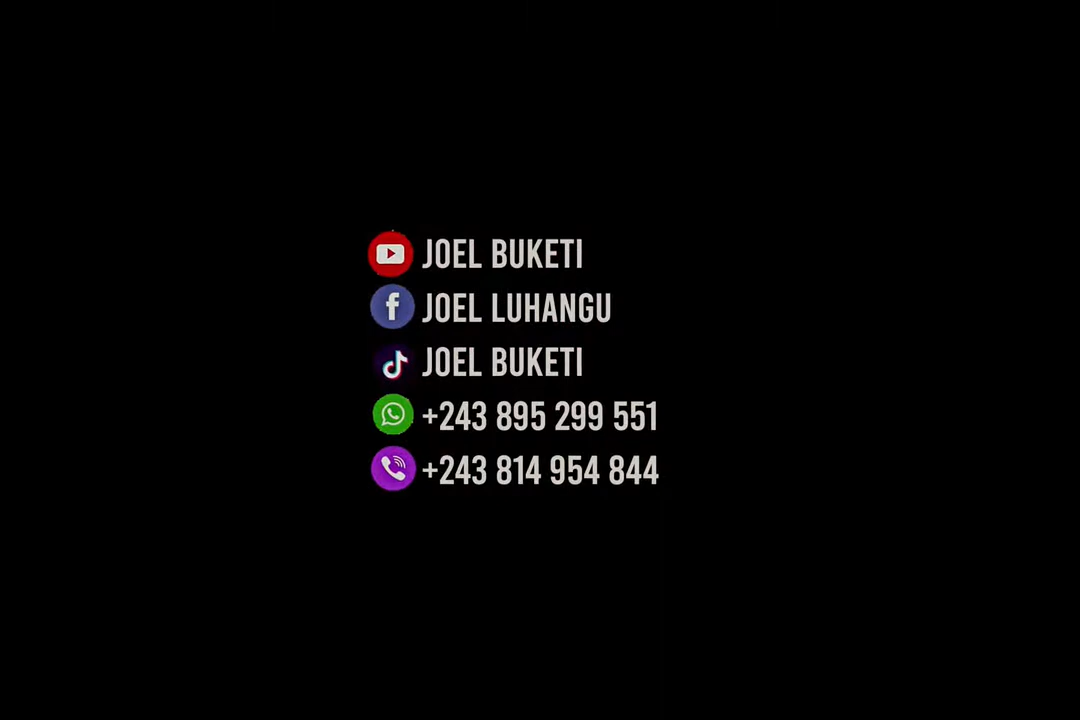 JOEL BUKETI
JOEL LUHANGU
JOEL BUKETI
+243 895 299 551
+243 814 954 844